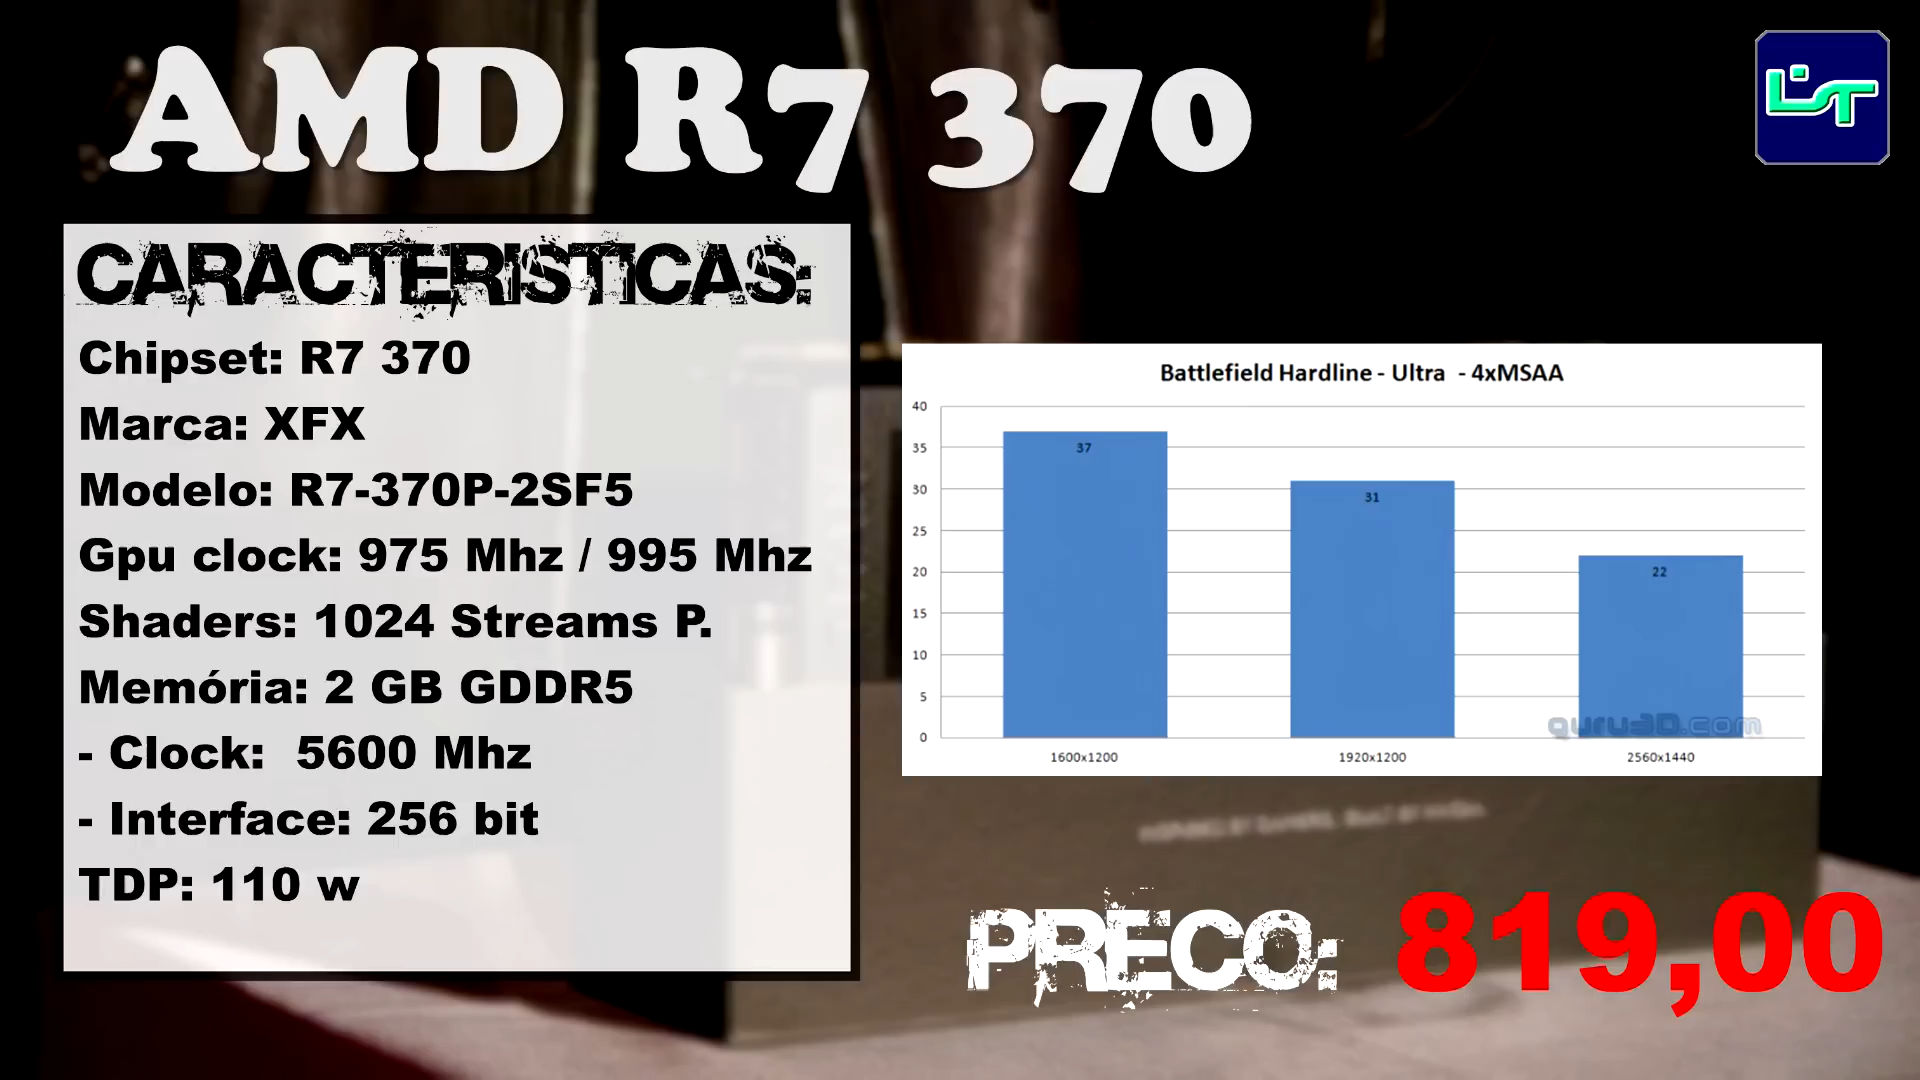 AMD R7 370
LIST
CARACTERISTICAS:
Chipset: R7 370
Marca: XFX
Modelo: R7-370P-2SF5
Gpu clock: 975 Mhz / 995 Mhz
Shaders: 1024 Streams P.
Memória: 2 GB GDDR5
- Clock: 5600 Mhz
- Interface: 256 bit
TDP: 110 w
Battlefield Hardline - Ultra - 4xMSAA
40
35
30
25
20
15
10
5
0
37
31
22
guru3D.com
1600x1200
1920x1200
2560x1440
PRECO: 819,00